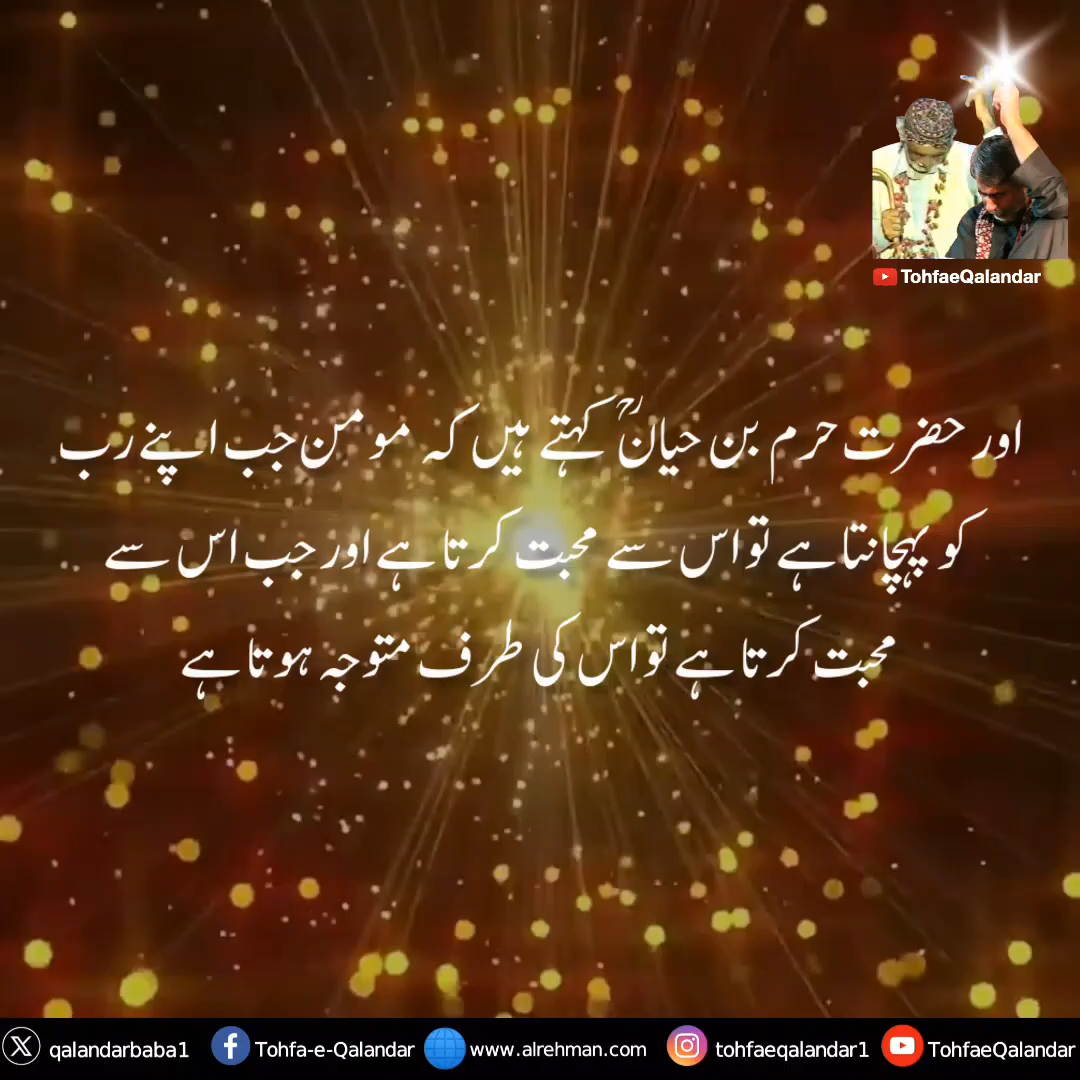 TohfaeQalandar
اور حضرت حرم بن حیانؒ کہتے ہیں کہ مومن جب اپنے رب
کو پہچانتا ہے تو اس سے محبت کرتا ہے اور جب اس سے
محبت کرتا ہے تو اس کی طرف متوجہ ہوتا ہے
qalandarbaba1 Tohfa-e-Qalandar www.alrehman.com tohfaeqalandar1 TohfaeQalandar